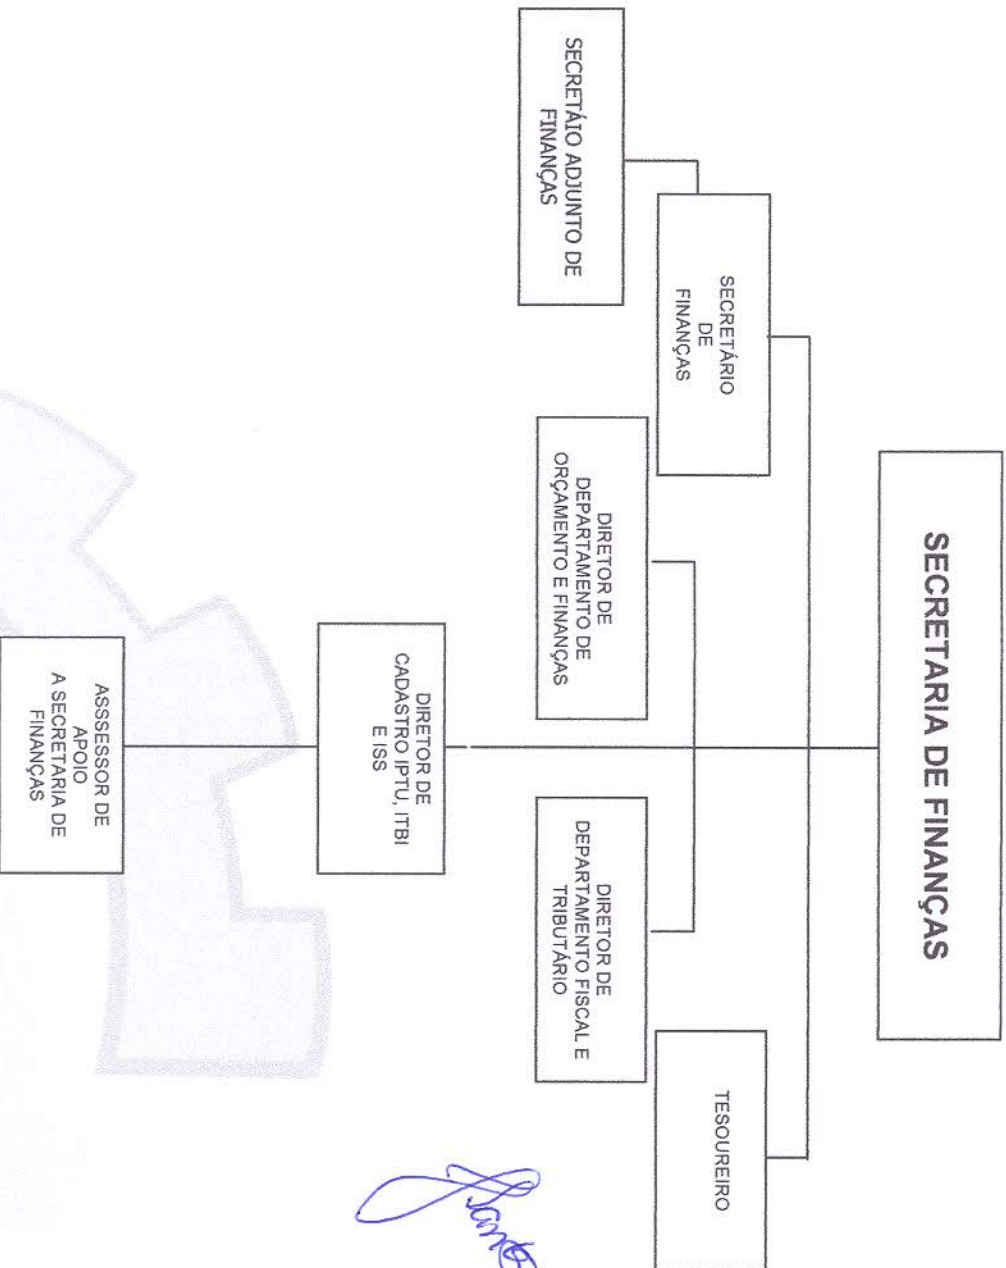 SECRETARIA DE FINANÇAS
SECRETÁRIO
DE
FINANÇAS
TESOUREIRO
SECRETÁIO ADJUNTO DE
FINANÇAS
DIRETOR DE
DEPARTAMENTO DE
ORÇAMENTO E FINANÇAS
DIRETOR DE
DEPARTAMENTO FISCAL E
TRIBUTÁRIO
DIRETOR DE
CADASTRO IPTU, ITBI
E ISS
ASSSESSOR DE
APOIO
A SECRETARIA DE
FINANÇAS